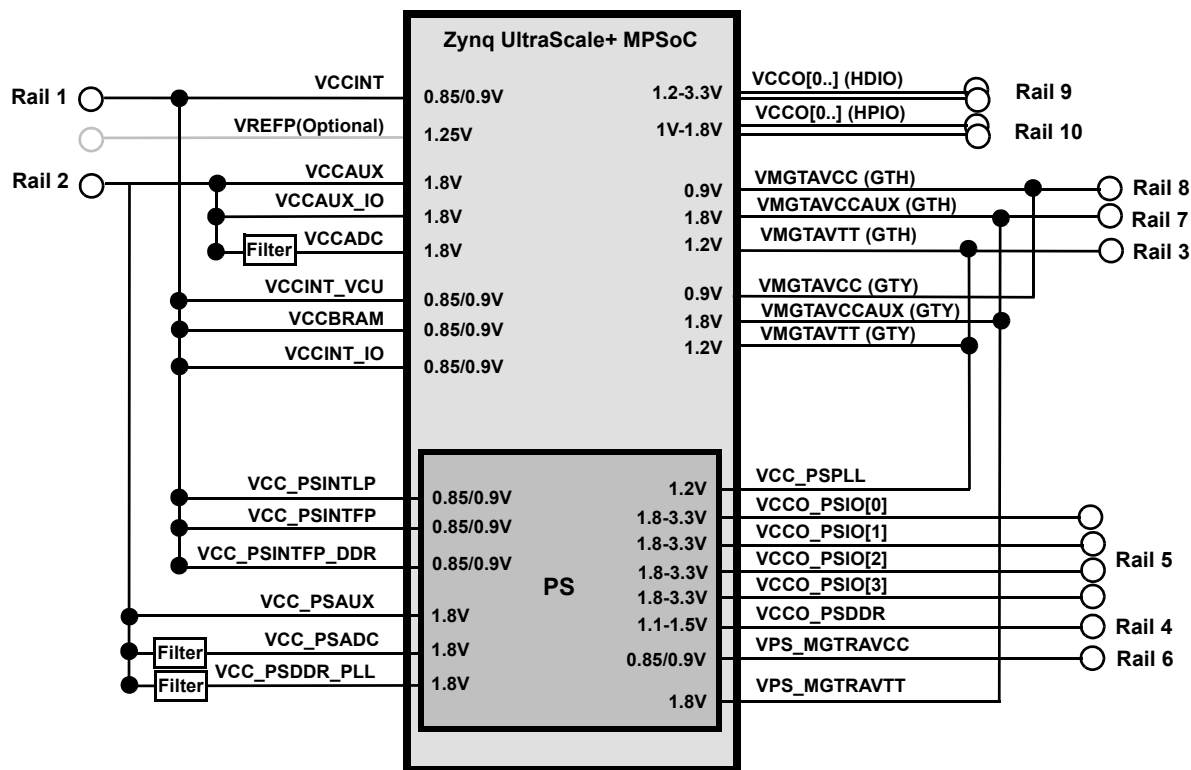 Zynq UltraScale+ MPSoC
Rail 1
VCCINT
0.85/0.9V
VREFP(Optional)
1.25V
Rail 2
VCCAUX
1.8V
VCCAUX_IO
1.8V
Filter
VCCADC
1.8V
VCCINT_VCU
0.85/0.9V
VCCBRAM
0.85/0.9V
VCCINT_IO
0.85/0.9V
1.2-3.3V
VCCO[0..] (HDIO)
Rail 9
1V-1.8V
VCCO[0..] (HPIO)
Rail 10
0.9V
VMGTAVCC (GTH)
Rail 8
1.8V
VMGTAVCCAUX (GTH)
Rail 7
1.2V
VMGTAVTT (GTH)
Rail 3
0.9V
VMGTAVCC (GTY)
1.8V
VMGTAVCCAUX (GTY)
1.2V
VMGTAVTT (GTY)
VCC_PSINTLP
0.85/0.9V
VCC_PSINTFP
0.85/0.9V
VCC_PSINTFP_DDR
0.85/0.9V
VCC_PSAUX
1.8V
Filter
VCC_PSADC
1.8V
Filter
VCC_PSDDR_PLL
1.8V
PS
1.2V
VCC_PSPLL
1.8-3.3V
VCCO_PSIO[0]
1.8-3.3V
VCCO_PSIO[1]
1.8-3.3V
VCCO_PSIO[2]
Rail 5
1.8-3.3V
VCCO_PSIO[3]
1.1-1.5V
VCCO_PSDDR
Rail 4
0.85/0.9V
VPS_MGTRAVCC
Rail 6
1.8V
VPS_MGTRAVTT